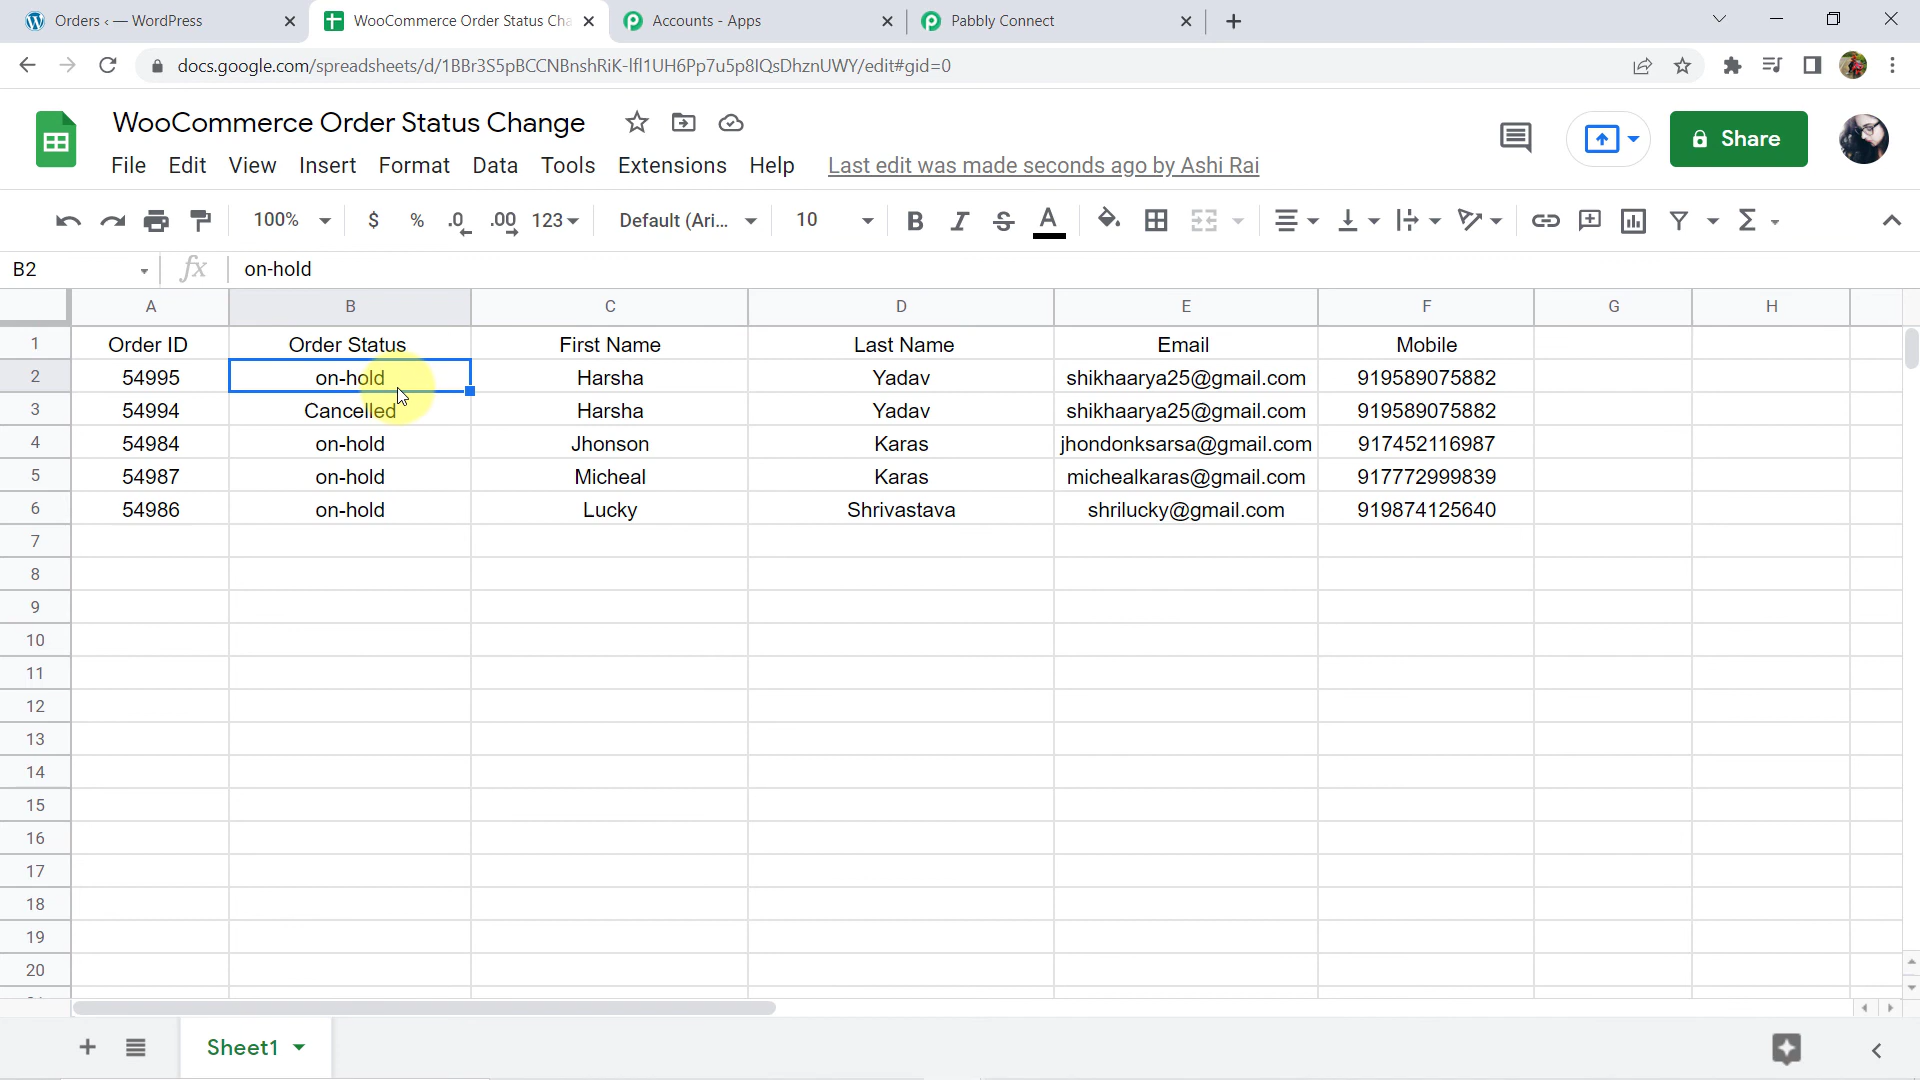 Orders ‹ — WordPress
WooCommerce Order Status Cha
Accounts - Apps
Pabbly Connect
docs.google.com/spreadsheets/d/1BBr3S5pBCCNBnshRiK-lfl1UH6Pp7u5p8IQsDhznUWY/edit#gid=0
WooCommerce Order Status Change
File Edit View Insert Format Data Tools Extensions Help Last edit was made seconds ago by Ashi Rai
Share
100% $ % .0 .00 123 Default (Ari... 10 B I S A
B2 fx on-hold
A B C D E F G H
1 Order ID Order Status First Name Last Name Email Mobile
2 54995 on-hold Harsha Yadav shikhaarya25@gmail.com 919589075882
3 54994 Cancelled Harsha Yadav shikhaarya25@gmail.com 919589075882
4 54984 on-hold Jhonson Karas jhondonksarsa@gmail.com 917452116987
5 54987 on-hold Micheal Karas michealkaras@gmail.com 917772999839
6 54986 on-hold Lucky Shrivastava shrilucky@gmail.com 919874125640
7
8
9
10
11
12
13
14
15
16
17
18
19
20
Sheet1